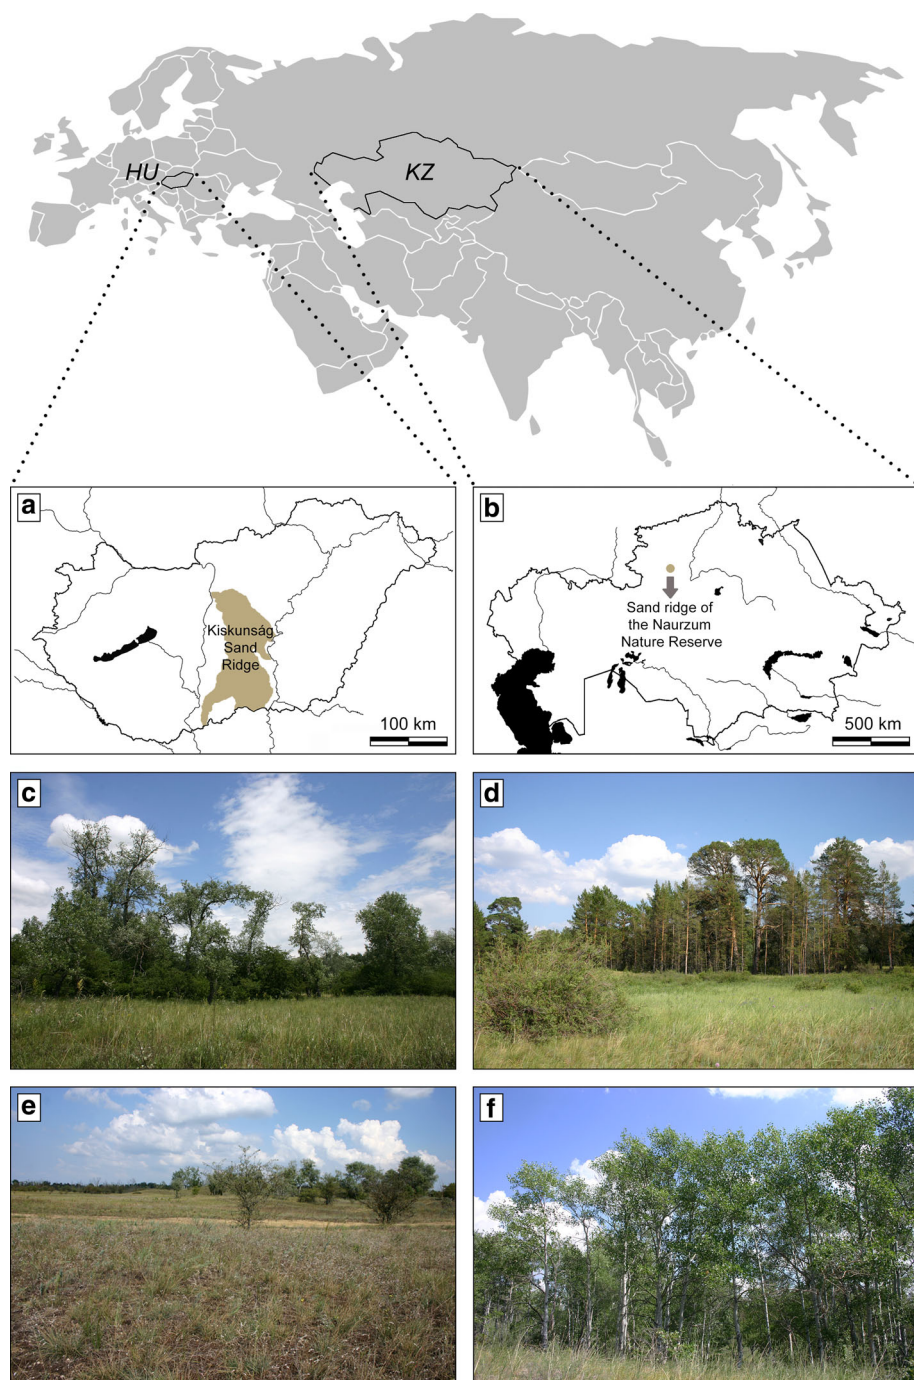 HU
KZ
a
Kiskunság
Sand
Ridge
100 km
b
Sand ridge of
the Naurzum
Nature Reserve
500 km
c
d
e
f